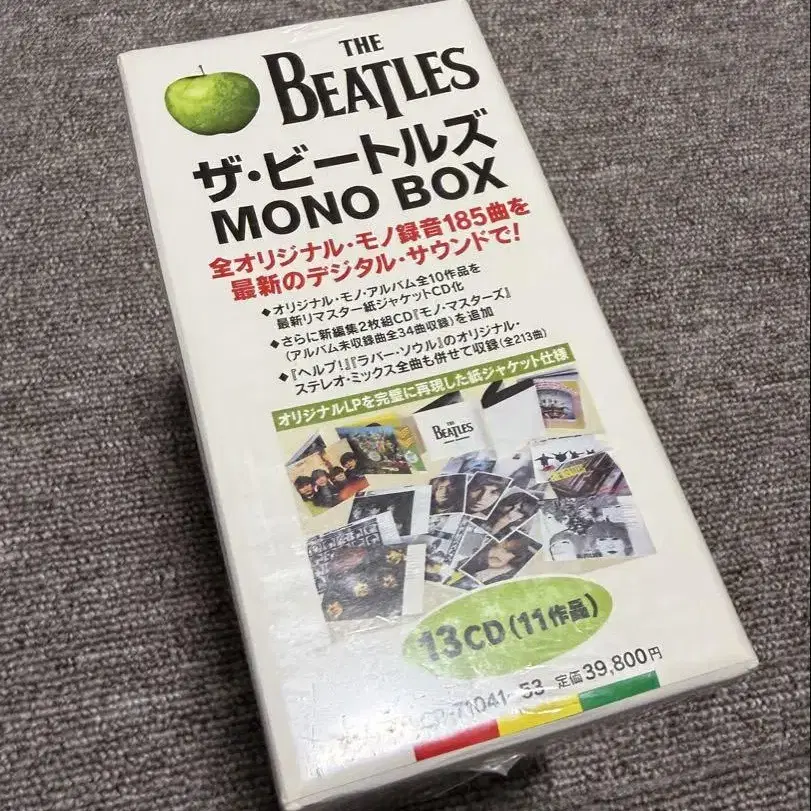 THE
BEATLES
ザ・ビートルズ
MONO BOX
全オリジナル・モノ録音185曲を
最新のデジタル・サウンドで!
◆オリジナル・モノ・アルバム全10作品を
最新リマスター紙ジャケットCD化
◆さらに新編集2枚組CD『モノ・マスターズ』
(アルバム未収録曲全34曲収録)を追加
◆『ヘルプ!』『ラバー・ソウル』のオリジナル・
ステレオ・ミックス全曲も併せて収録(全213曲)
オリジナルLPを完璧に再現した紙ジャケット仕様
THE
BEATLES
13CD(11作品)
CP-71041-53 定価39,800円